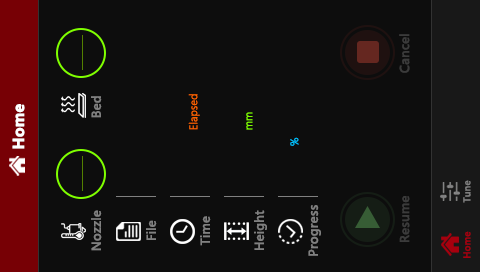 Home
Nozzle
Bed
File
Time
Elapsed
Height
mm
Progress
%
Resume
Cancel
Home
Tune